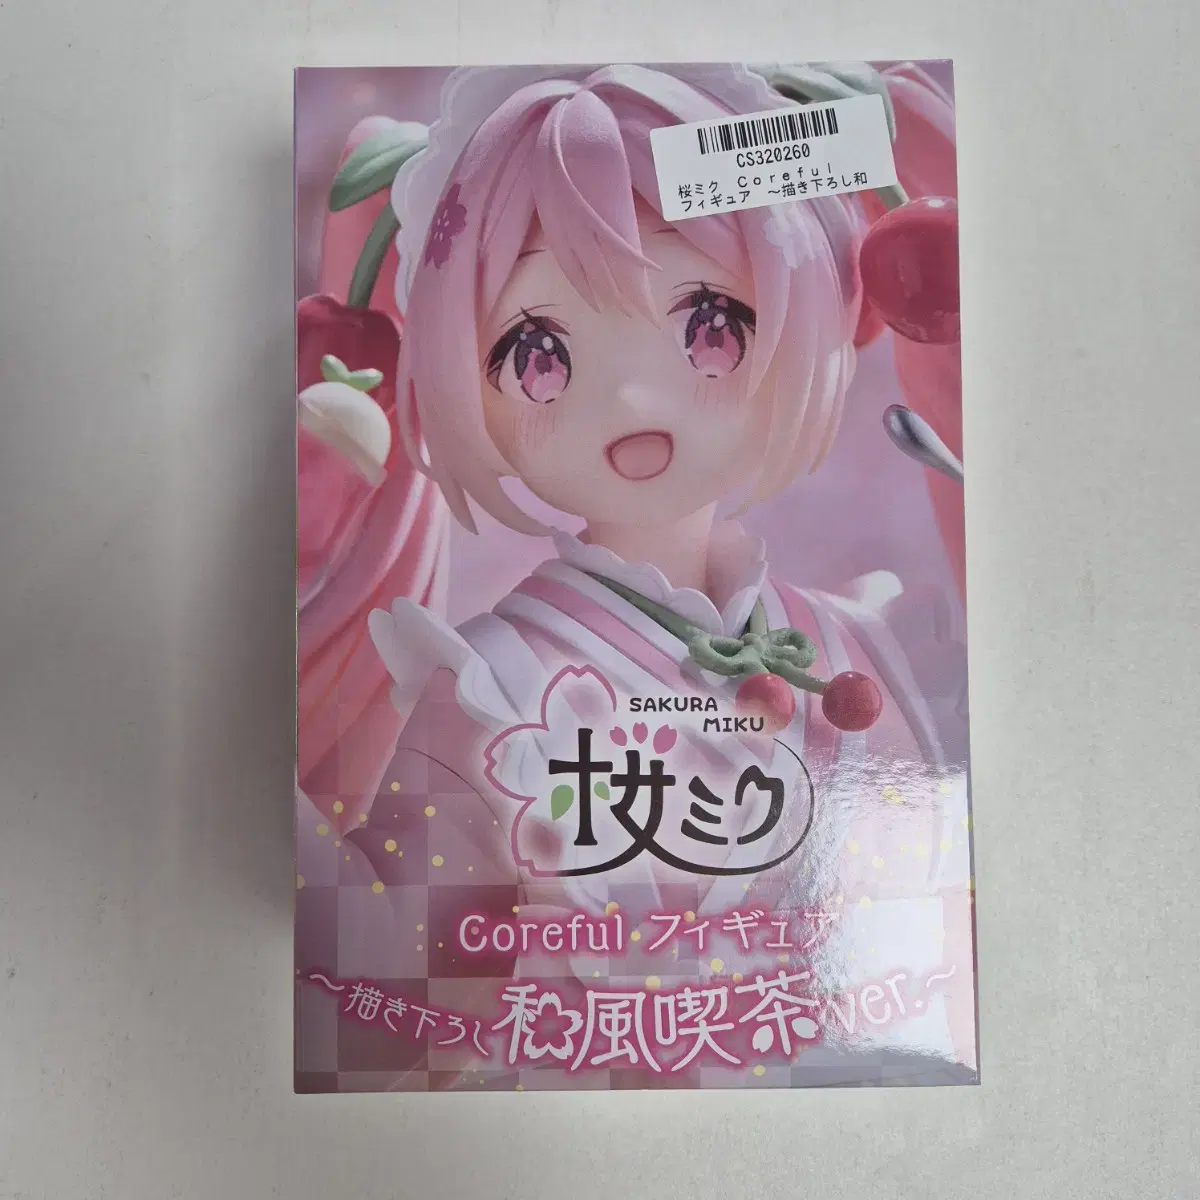 CS320260
桜ミク Coreful
フィギュア ～描き下ろし和
SAKURA
MIKU
桜ミク
Coreful フィギュア
～描き下ろし和風喫茶ver.～